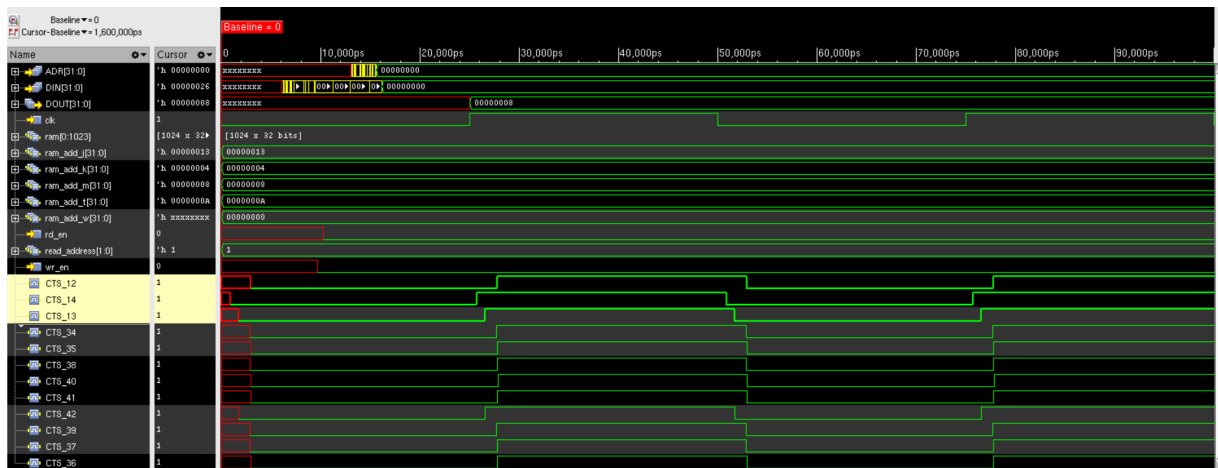 Baseline ▾ = 0
Cursor-Baseline ▾ = 1,600,000ps
Baseline = 0
Name Cursor 0 10,000ps 20,000ps 30,000ps 40,000ps 50,000ps 60,000ps 70,000ps 80,000ps 90,000ps
ADR[31:0] 'h 00000000 xxxxxxxx 00000000
DIN[31:0] 'h 00000026 xxxxxxxx 00 00 00 0 00000000
DOUT[31:0] 'h 00000008 xxxxxxxx 00000008
clk 1
ram[0:1023] [1024 x 32 [1024 x 32 bits]
ram_add_j[31:0] 'h 00000013 00000013
ram_add_k[31:0] 'h 00000004 00000004
ram_add_m[31:0] 'h 00000008 00000008
ram_add_t[31:0] 'h 0000000A 0000000A
ram_add_v[31:0] 'h xxxxxxxx 00000000
rd_en 0
read_address[1:0] 'h 1 1
wr_en 0
CTS_12 1
CTS_14 1
CTS_13 1
CTS_34 1
CTS_35 1
CTS_38 1
CTS_40 1
CTS_41 1
CTS_42 1
CTS_39 1
CTS_37 1
CTS_36 1